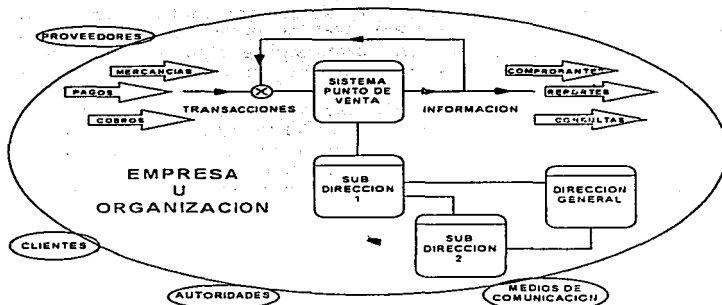 PROVEEDORES
MERCANCIAS
PAGOS
COBROS
TRANSACCIONES
SISTEMA
PUNTO DE
VENTA
INFORMACION
COMPROBANTES
REPORTES
CONSULTAS
EMPRESA
U
ORGANIZACION
SUB
DIRECCION
1
SUB
DIRECCION
2
DIRECCION
GENERAL
CLIENTES
AUTORIDADES
MEDIOS DE
COMUNICACION